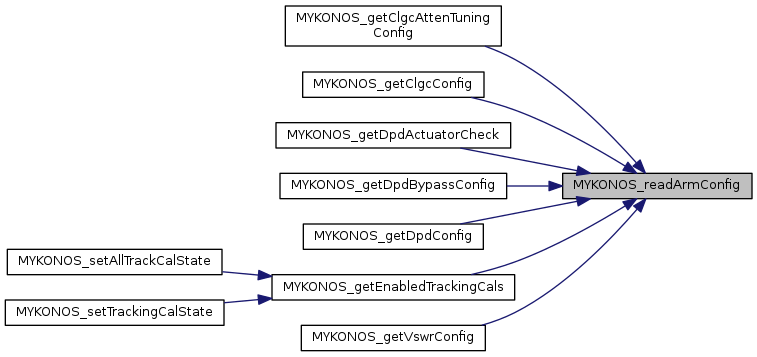 MYKONOS_getClgcAttenTuning
Config
MYKONOS_getClgcConfig
MYKONOS_getDpdActuatorCheck
MYKONOS_getDpdBypassConfig
MYKONOS_readArmConfig
MYKONOS_getDpdConfig
MYKONOS_setAllTrackCalState
MYKONOS_getEnabledTrackingCals
MYKONOS_setTrackingCalState
MYKONOS_getVswrConfig